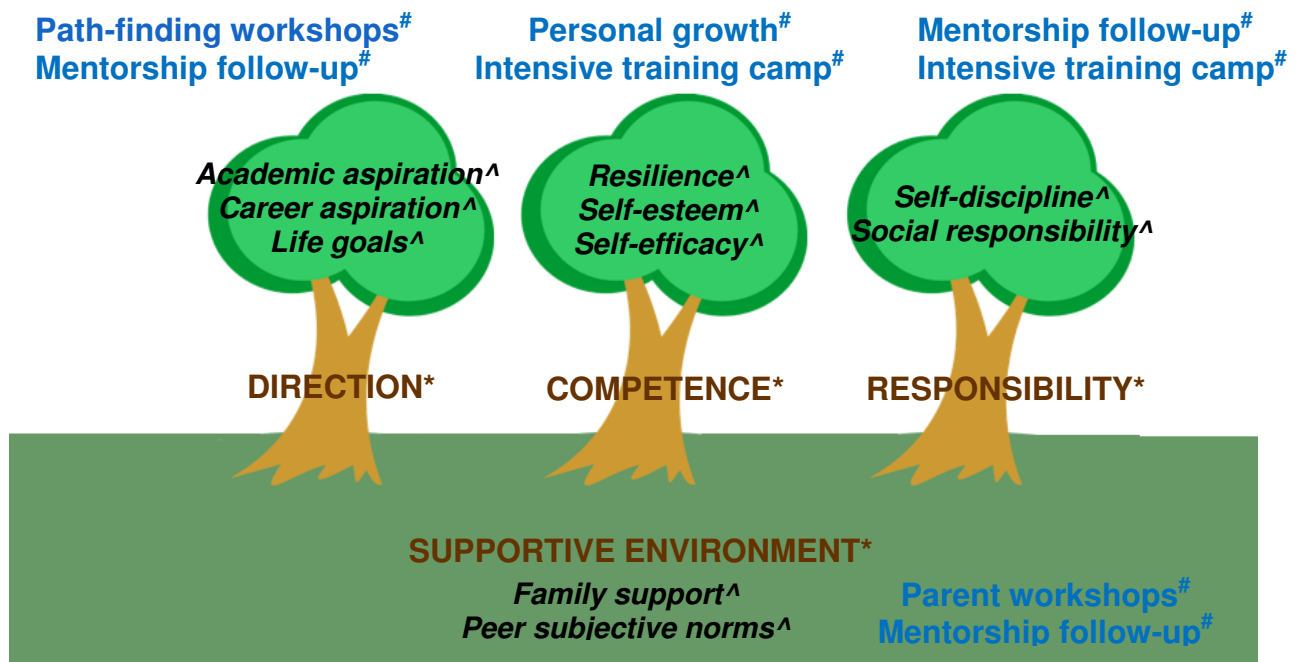 Path-finding workshops#
Mentorship follow-up#
Personal growth#
Intensive training camp#
Mentorship follow-up#
Intensive training camp#
Academic aspiration^
Career aspiration^
Life goals^
Resilience^
Self-esteem^
Self-efficacy^
Self-discipline^
Social responsibility^
DIRECTION*
COMPETENCE*
RESPONSIBILITY*
SUPPORTIVE ENVIRONMENT*
Family support^
Peer subjective norms^
Parent workshops#
Mentorship follow-up#